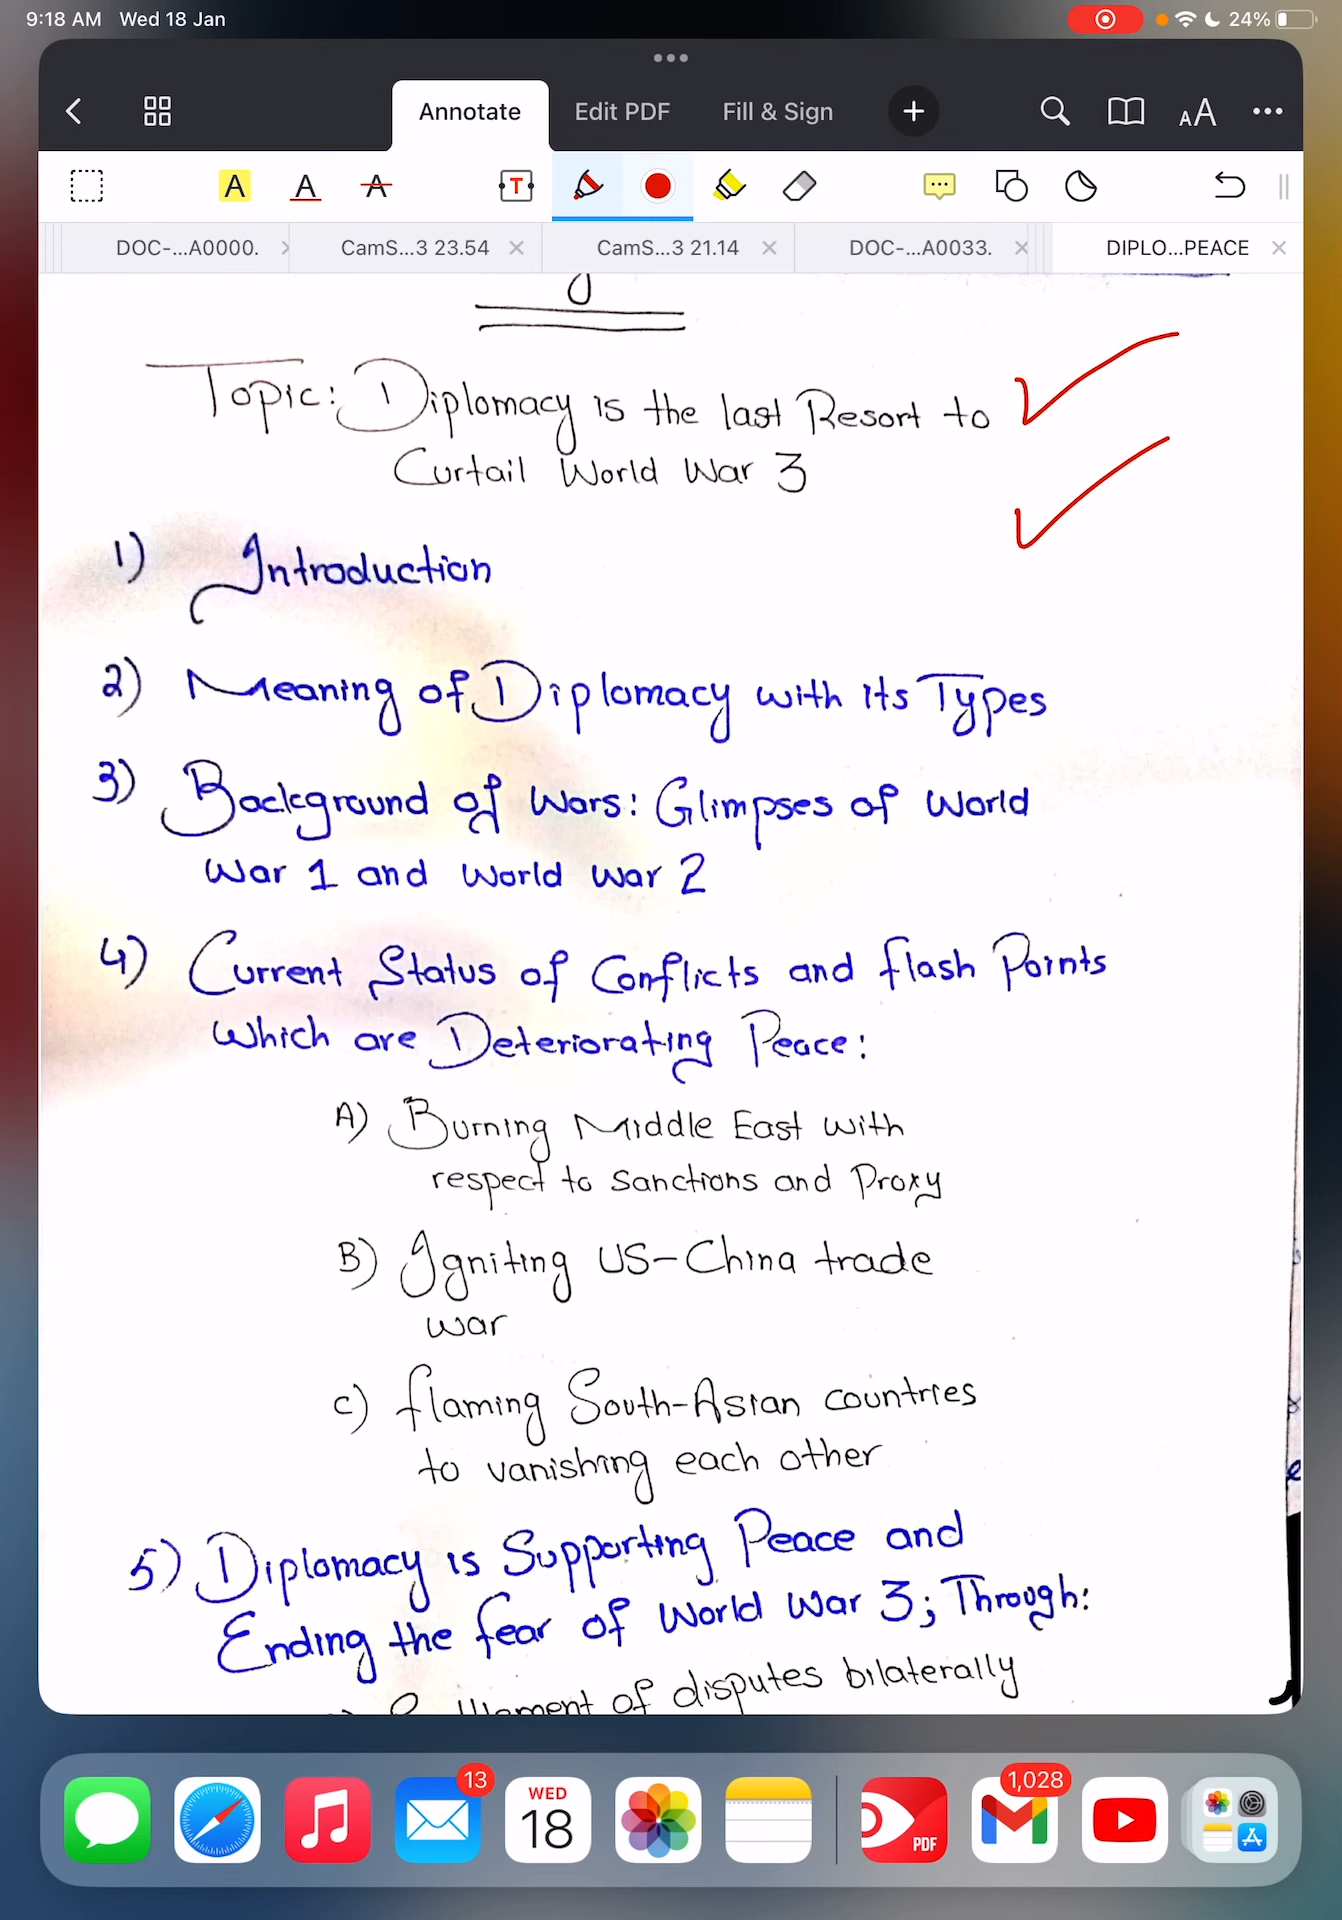 9:18 AM Wed 18 Jan
24%
Annotate
Edit PDF
Fill & Sign
AA
A A A T
DOC-...A0000.
CamS...3 23.54
CamS...3 21.14
DOC-...A0033.
DIPLO...PEACE
Topic: Diplomacy is the last Resort to
Curtail World War 3
1) Introduction
2) Meaning of Diplomacy with its Types
3) Background of Wars: Glimpses of World
War 1 and World War 2
4) Current Status of Conflicts and flash Points
Which are Deteriorating Peace:
A) Burning Middle East with
respect to Sanctions and Proxy
B) Igniting US-China trade
war
C) flaming South-Asian countries
to vanishing each other
5) Diplomacy is Supporting Peace and
Ending the fear of World War 3; Through:
of disputes bilaterally
13
WED
18
PDF
1,028